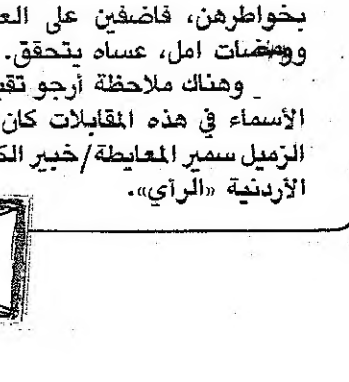 بخواطرهن، فاضفين على الع
وومضات امل، عساه يتحقق.
_ وهناك ملاحظة أرجو تقب
الأسماء في هذه المقابلات كان
الزميل سمير المعايطة/خبير الك
الأردنية «الرأي».